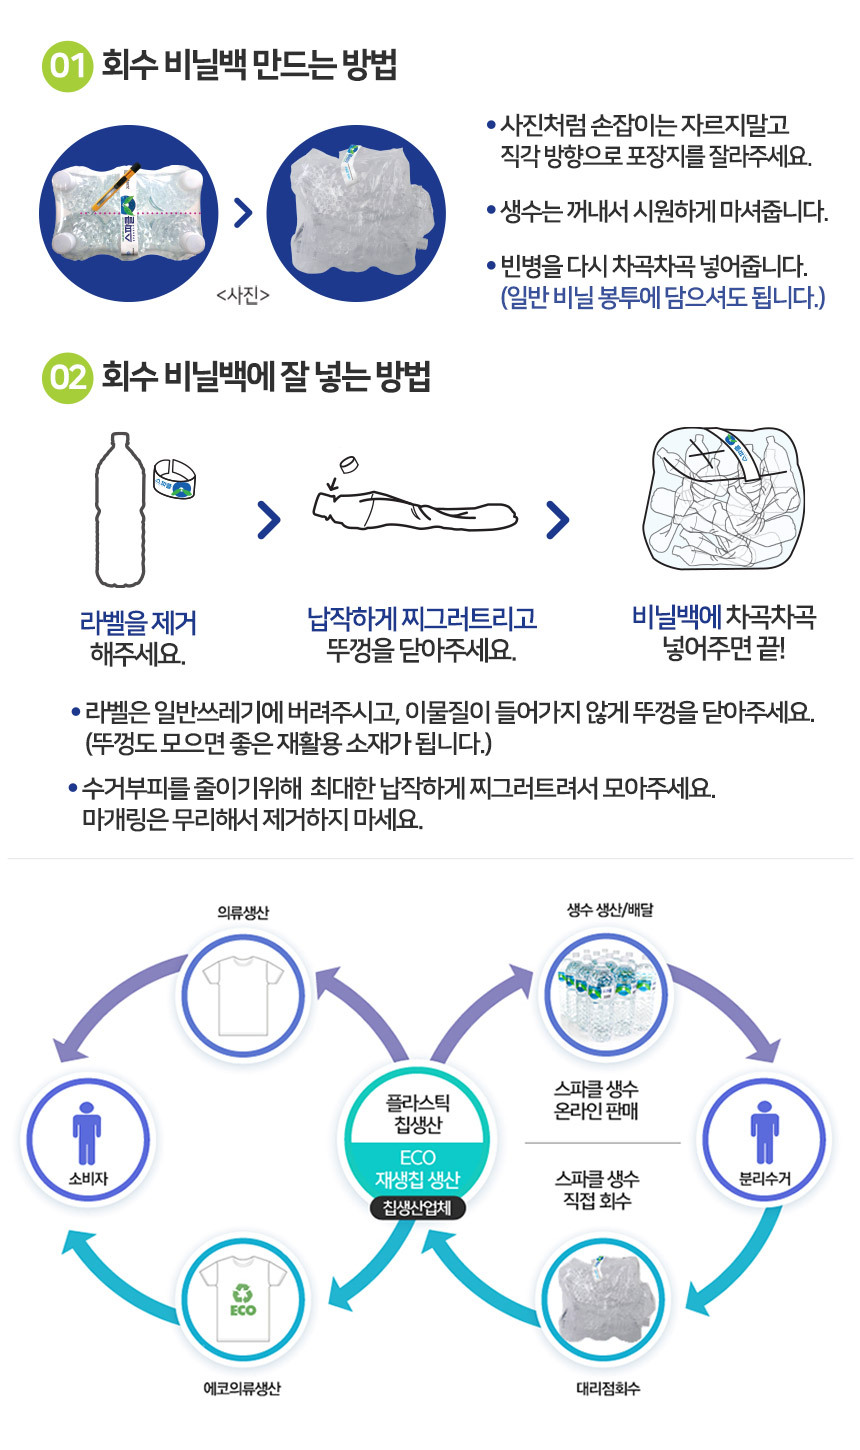 01 회수 비닐백 만드는 방법
• 사진처럼 손잡이는 자르지말고
직각 방향으로 포장지를 잘라주세요.
• 생수는 꺼내서 시원하게 마셔줍니다.
• 빈병을 다시 차곡차곡 넣어줍니다.
(일반 비닐 봉투에 담으셔도 됩니다.)
스파클
<사진>
02 회수 비닐백에 잘 넣는 방법
스파클
스파클
라벨을 제거
해주세요.
납작하게 찌그러트리고
뚜껑을 닫아주세요.
비닐백에 차곡차곡
넣어주면 끝!
• 라벨은 일반쓰레기에 버려주시고, 이물질이 들어가지 않게 뚜껑을 닫아주세요.
(뚜껑도 모으면 좋은 재활용 소재가 됩니다.)
• 수거부피를 줄이기위해 최대한 납작하게 찌그러트려서 모아주세요.
마개링은 무리해서 제거하지 마세요.
의류생산
생수 생산/배달
소비자
플라스틱
칩생산
ECO
재생칩 생산
칩생산업체
스파클 생수
온라인 판매
스파클 생수
직접 회수
분리수거
ECO
에코의류생산
대리점회수